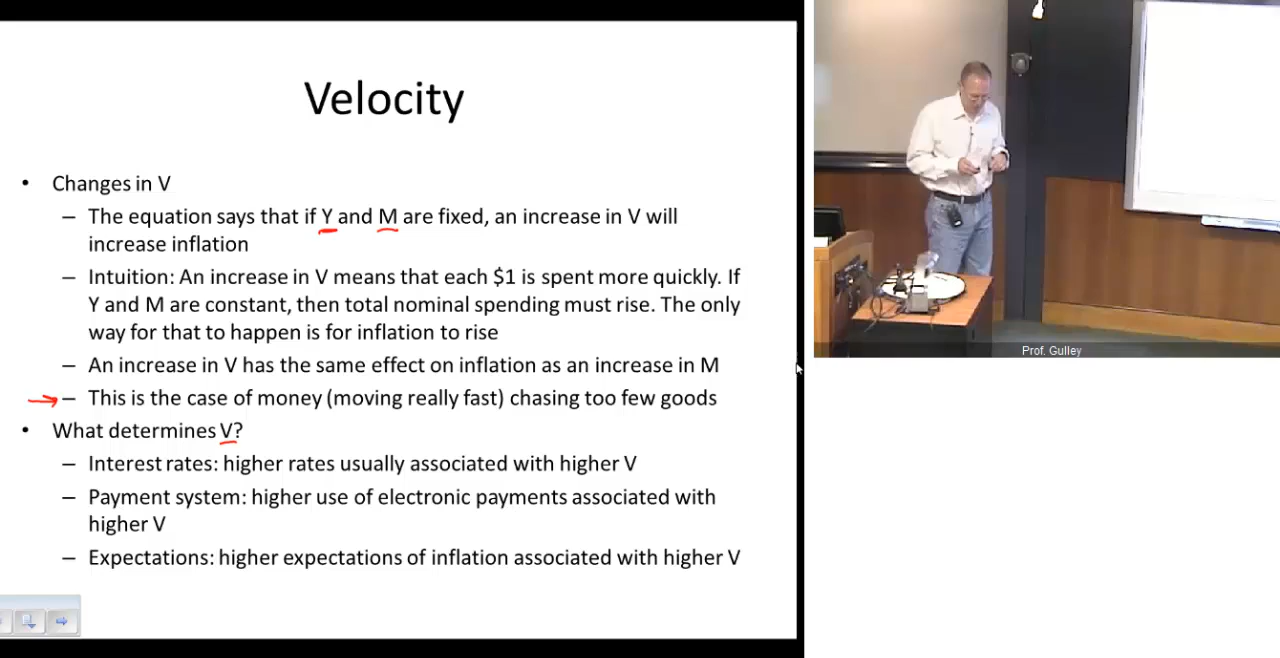 Velocity
• Changes in V
– The equation says that if Y and M are fixed, an increase in V will
increase inflation
– Intuition: An increase in V means that each $1 is spent more quickly. If
Y and M are constant, then total nominal spending must rise. The only
way for that to happen is for inflation to rise
– An increase in V has the same effect on inflation as an increase in M
– This is the case of money (moving really fast) chasing too few goods
• What determines V?
– Interest rates: higher rates usually associated with higher V
– Payment system: higher use of electronic payments associated with
higher V
– Expectations: higher expectations of inflation associated with higher V
Prof. Gulley